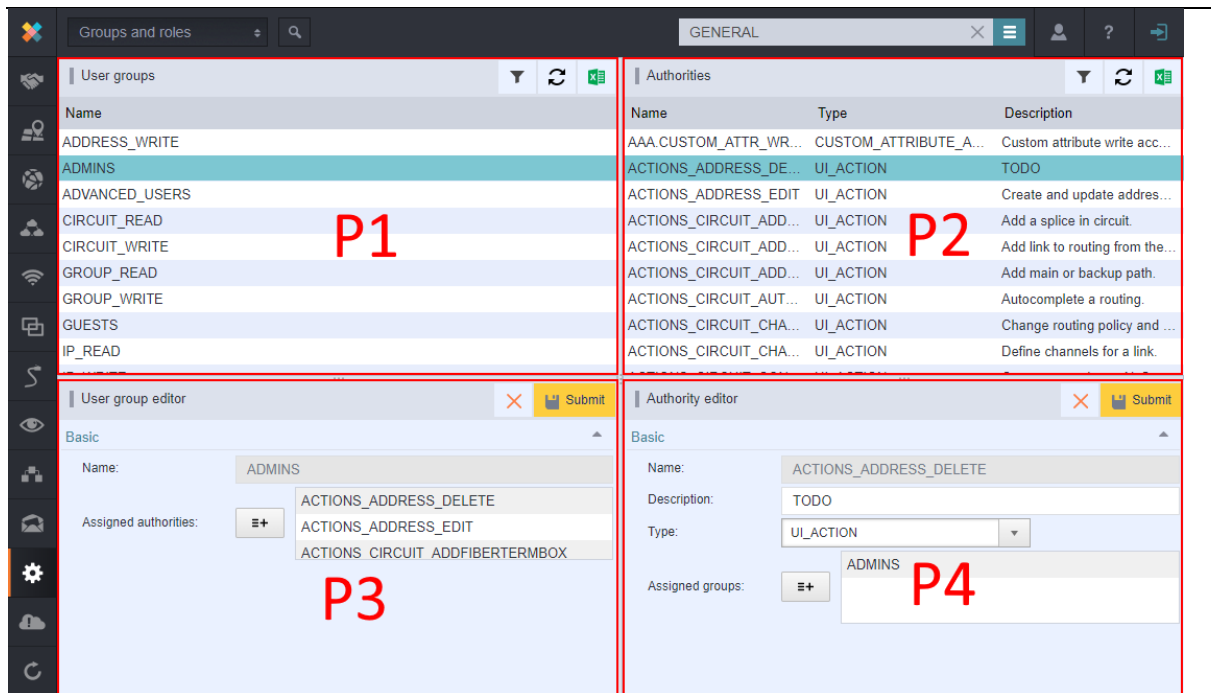 Groups and roles
GENERAL
?
User groups
Name
ADDRESS_WRITE
ADMINS
ADVANCED_USERS
CIRCUIT_READ
CIRCUIT_WRITE
GROUP_READ
GROUP_WRITE
GUESTS
IP_READ
P1
Authorities
Name Type Description
AAA.CUSTOM_ATTR_WR... CUSTOM_ATTRIBUTE_A... Custom attribute write acc...
ACTIONS_ADDRESS_DE... UI_ACTION TODO
ACTIONS_ADDRESS_EDIT UI_ACTION Create and update addres...
ACTIONS_CIRCUIT_ADD... UI_ACTION Add a splice in circuit.
ACTIONS_CIRCUIT_ADD... UI_ACTION Add link to routing from the...
ACTIONS_CIRCUIT_ADD... UI_ACTION Add main or backup path.
ACTIONS_CIRCUIT_AUT... UI_ACTION Autocomplete a routing.
ACTIONS_CIRCUIT_CHA... UI_ACTION Change routing policy and ...
ACTIONS_CIRCUIT_CHA... UI_ACTION Define channels for a link.
P2
User group editor
Submit
Basic
Name: ADMINS
Assigned authorities:
ACTIONS_ADDRESS_DELETE
ACTIONS_ADDRESS_EDIT
ACTIONS_CIRCUIT_ADDFIBERTERMBOX
P3
Authority editor
Submit
Basic
Name: ACTIONS_ADDRESS_DELETE
Description: TODO
Type: UI_ACTION
Assigned groups: ADMINS
P4